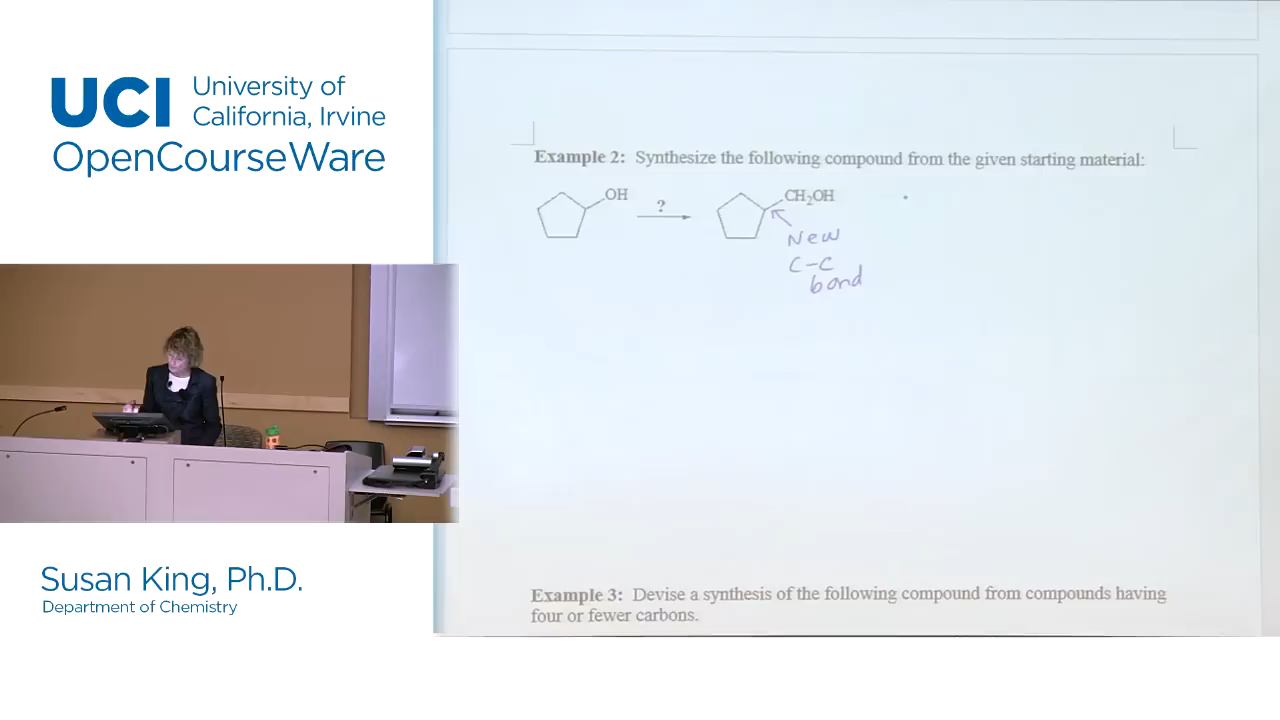 UCI University of
California, Irvine
OpenCourseWare
Example 2: Synthesize the following compound from the given starting material:
OH
?
CH₂OH
New
C-C
bond
Susan King, Ph.D.
Department of Chemistry
Example 3: Devise a synthesis of the following compound from compounds having
four or fewer carbons.